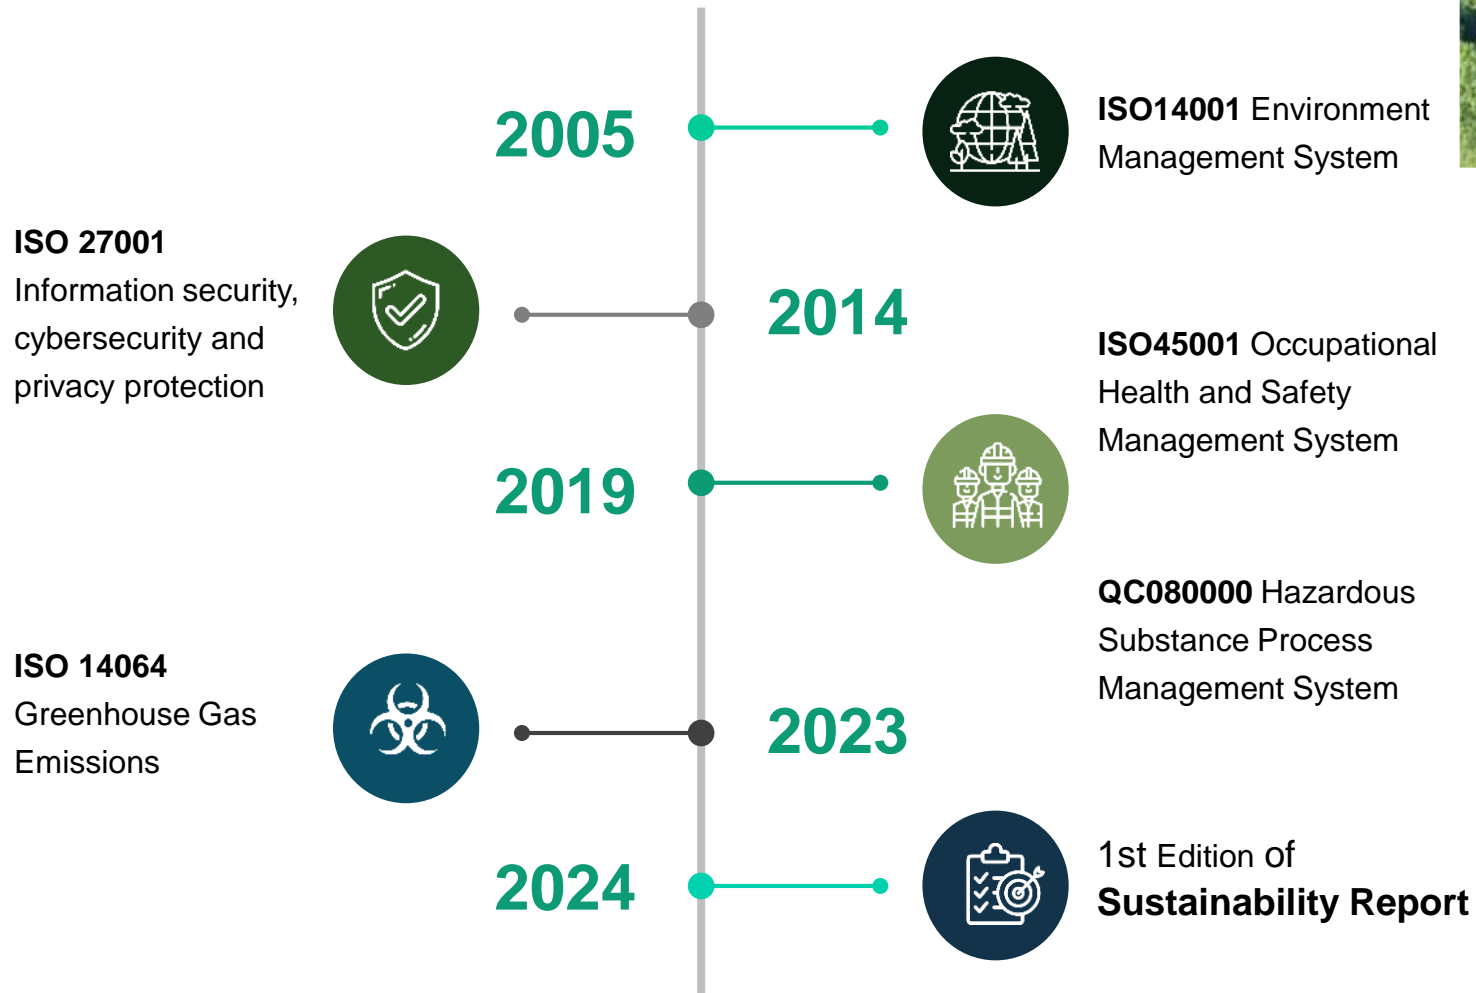 2005
ISO14001 Environment
Management System
ISO 27001
Information security,
cybersecurity and
privacy protection
2014
2019
ISO45001 Occupational
Health and Safety
Management System
QC080000 Hazardous
Substance Process
Management System
ISO 14064
Greenhouse Gas
Emissions
2023
2024
1st Edition of
Sustainability Report